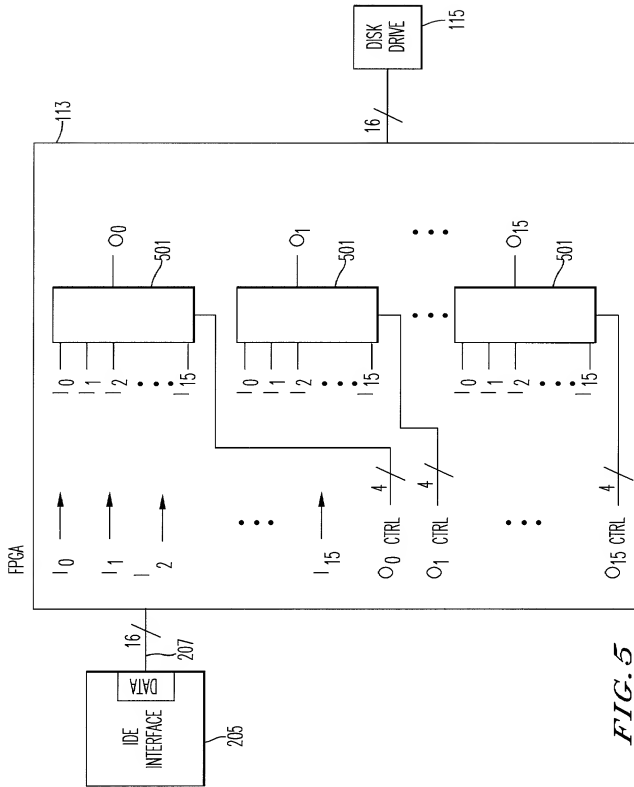 FPGA
113
I0
I1
I2
•••
I15
O0 CTRL
4
O1 CTRL
4
•••
O15 CTRL
4
I0
I1
I2
•••
I15
501
O0
I0
I1
I2
•••
I15
501
O1
•••
•••
I0
I1
I2
•••
I15
501
O15
IDE
INTERFACE
DATA
205
16
207
16
DISK
DRIVE
115
FIG.5